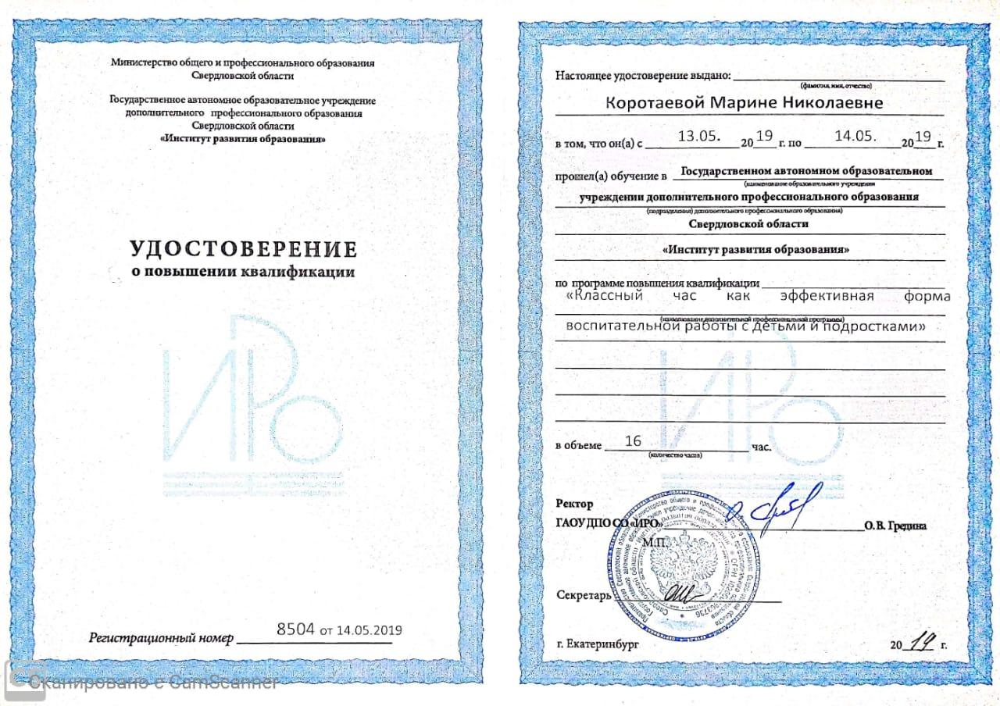 Министерство общего и профессионального образования
Свердловской области
Государственное автономное образовательное учреждение
дополнительного профессионального образования
Свердловской области
«Институт развития образования»
УДОСТОВЕРЕНИЕ
о повышении квалификации
ИРО
Регистрационный номер 8504 от 14.05.2019
Сканировано с CamScanner
Настоящее удостоверение выдано:
(фамилия, имя, отчество)
Коротаевой Марине Николаевне
в том, что он(а) с 13.05. 2019 г. по 14.05. 2019 г.
прошел(а) обучение в Государственном автономном образовательном
(наименование образовательного учреждения
учреждении дополнительного профессионального образования
(подразделения) дополнительного профессионального образования)
Свердловской области
«Институт развития образования»
по программе повышения квалификации
«Классный час как эффективная форма
(наименование дополнительной профессиональной программы)
воспитательной работы с детьми и подростками»
ИРО
в объеме 16 час.
(количество часов)
Ректор
ГАОУ ДПО СО «ИРО» О. В. Гредина
М.П.
Секретарь
г. Екатеринбург 2019 г.